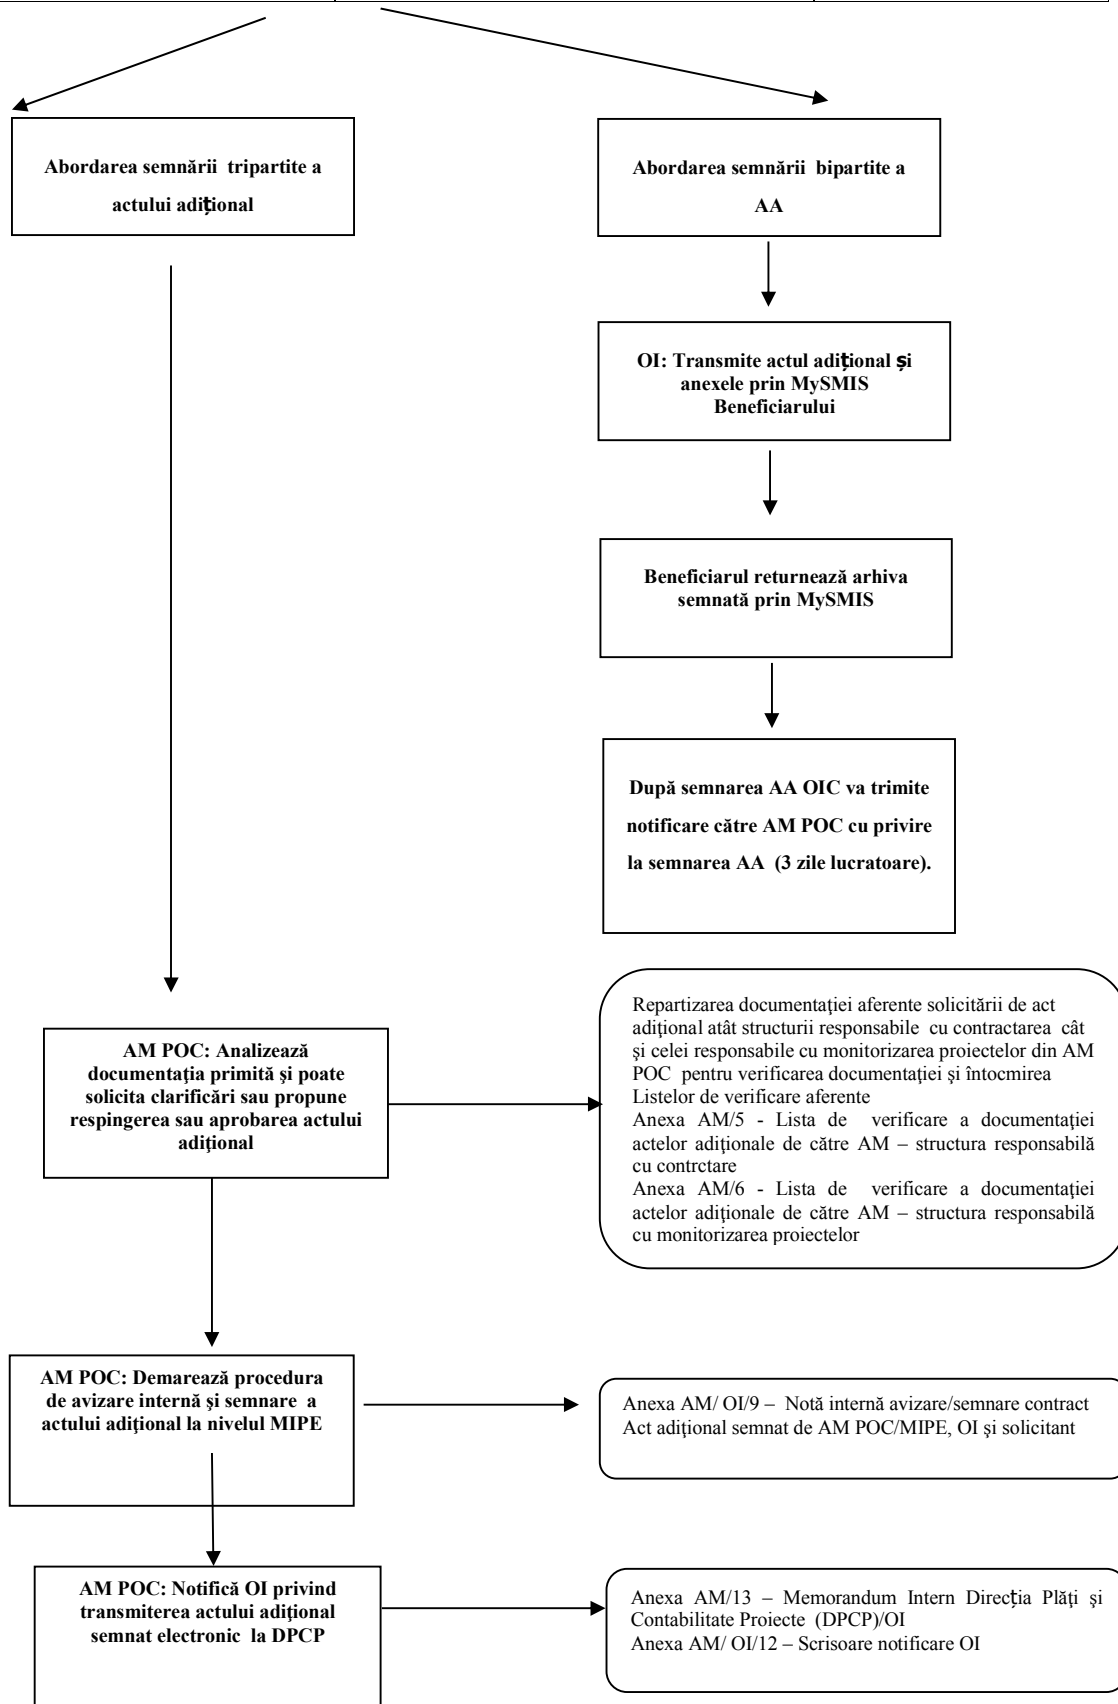 Abordarea semnării  tripartite a
actului adițional
Abordarea semnării  bipartite a
AA
OI: Transmite actul adițional și
anexele prin MySMIS
Beneficiarului
Beneficiarul returnează arhiva
semnată prin MySMIS
După semnarea AA OIC va trimite
notificare către AM POC cu privire
la semnarea AA  (3 zile lucratoare).
AM POC: Analizează
documentaţia primită şi poate
solicita clarificări sau propune
respingerea sau aprobarea actului
adiţional
Repartizarea documentaţiei aferente solicitării de act
adiţional atât structurii responsabile  cu contractarea  cât
şi celei responsabile cu monitorizarea proiectelor din AM
POC  pentru verificarea documentaţiei şi întocmirea
Listelor de verificare aferente
Anexa AM/5 - Lista de  verificare a documentaţiei
actelor adiţionale de către AM – structura responsabilă
cu contrctare
Anexa AM/6 - Lista de  verificare a documentaţiei
actelor adiţionale de către AM – structura responsabilă
cu monitorizarea proiectelor
AM POC: Demarează procedura
de avizare internă şi semnare  a
actului adiţional la nivelul MIPE
Anexa AM/ OI/9 –  Notă internă avizare/semnare contract
Act adiţional semnat de AM POC/MIPE, OI şi solicitant
AM POC: Notifică OI privind
transmiterea actului adiţional
semnat electronic  la DPCP
Anexa AM/13 – Memorandum Intern Direcția Plăţi şi
Contabilitate Proiecte  (DPCP)/OI
Anexa AM/ OI/12 – Scrisoare notificare OI